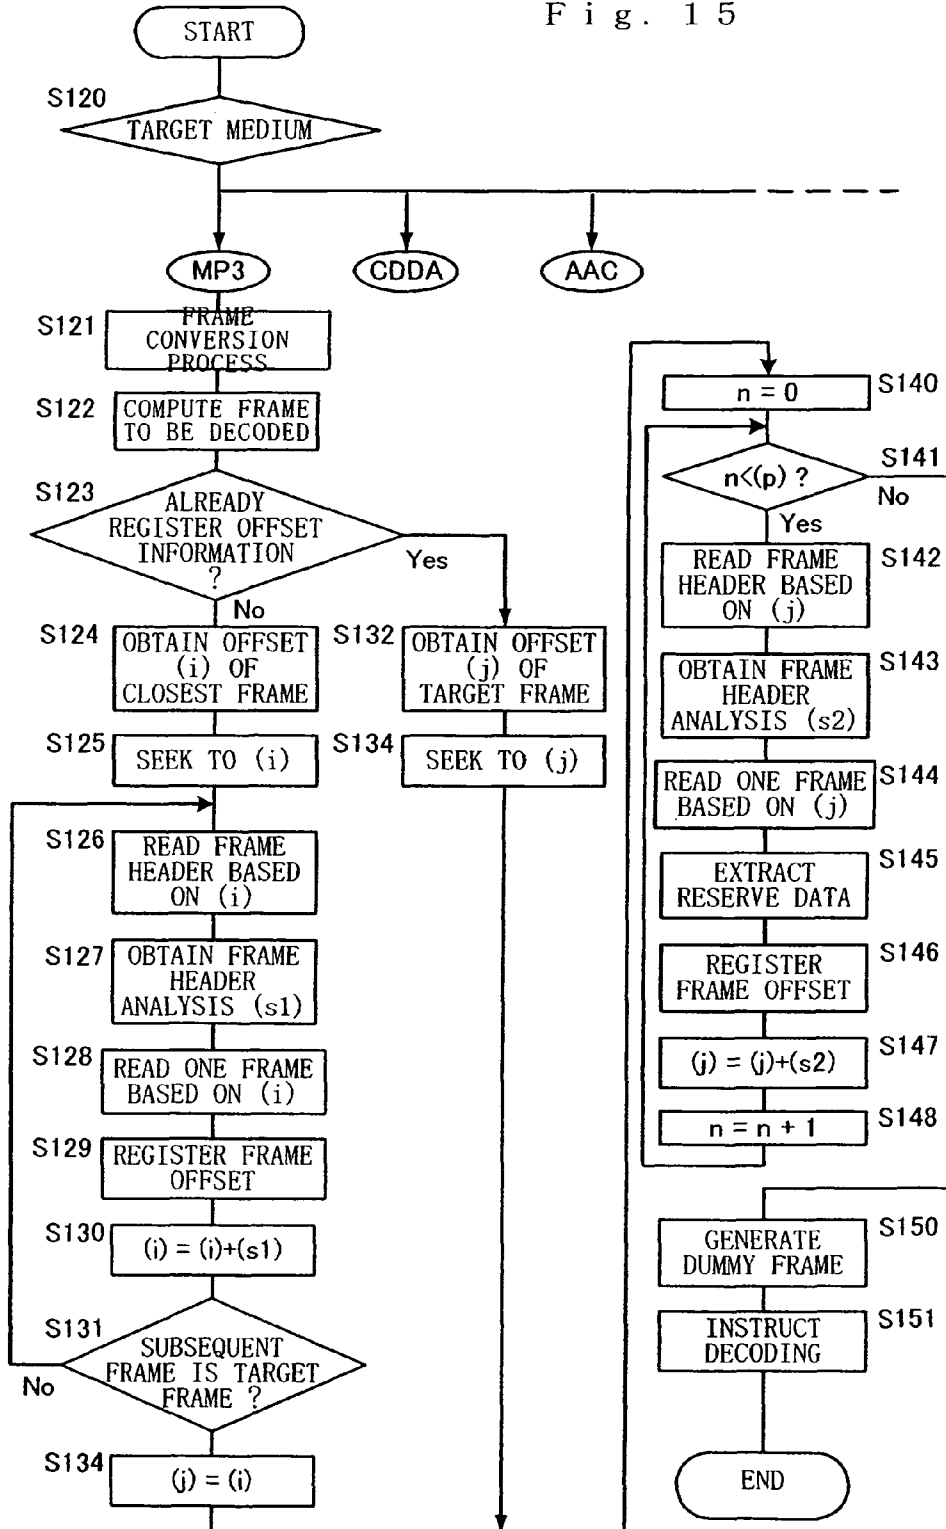 Fig. 15
START
S120
TARGET MEDIUM
MP3
CDDA
AAC
S121
FRAME
CONVERSION
PROCESS
S122
COMPUTE FRAME
TO BE DECODED
S123
ALREADY
REGISTER OFFSET
INFORMATION
?
Yes
No
S124
OBTAIN OFFSET
(i) OF
CLOSEST FRAME
S132
OBTAIN OFFSET
(j) OF
TARGET FRAME
S125
SEEK TO (i)
S134
SEEK TO (j)
S126
READ FRAME
HEADER BASED
ON (i)
S127
OBTAIN FRAME
HEADER
ANALYSIS (s1)
S128
READ ONE FRAME
BASED ON (i)
S129
REGISTER FRAME
OFFSET
S130
(i) = (i)+(s1)
S131
SUBSEQUENT
FRAME IS TARGET
FRAME ?
No
S134
(j) = (i)
S140
n = 0
S141
n<(p) ?
No
Yes
S142
READ FRAME
HEADER BASED
ON (j)
S143
OBTAIN FRAME
HEADER
ANALYSIS (s2)
S144
READ ONE FRAME
BASED ON (j)
S145
EXTRACT
RESERVE DATA
S146
REGISTER
FRAME OFFSET
S147
(j) = (j)+(s2)
S148
n = n + 1
S150
GENERATE
DUMMY FRAME
S151
INSTRUCT
DECODING
END